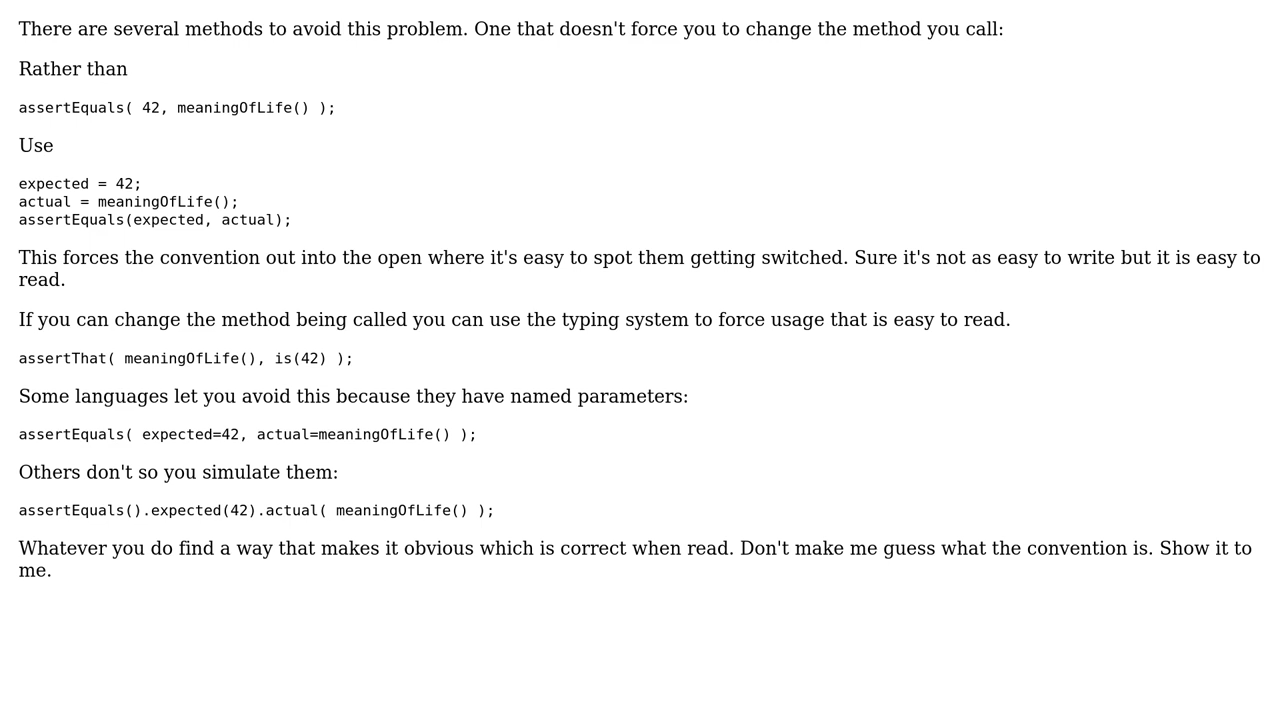 There are several methods to avoid this problem. One that doesn't force you to change the method you call:
Rather than
assertEquals( 42, meaningOfLife() );
Use
expected = 42;
actual = meaningOfLife();
assertEquals(expected, actual);
This forces the convention out into the open where it's easy to spot them getting switched. Sure it's not as easy to write but it is easy to
read.
If you can change the method being called you can use the typing system to force usage that is easy to read.
assertThat( meaningOfLife(), is(42) );
Some languages let you avoid this because they have named parameters:
assertEquals( expected=42, actual=meaningOfLife() );
Others don't so you simulate them:
assertEquals().expected(42).actual( meaningOfLife() );
Whatever you do find a way that makes it obvious which is correct when read. Don't make me guess what the convention is. Show it to
me.